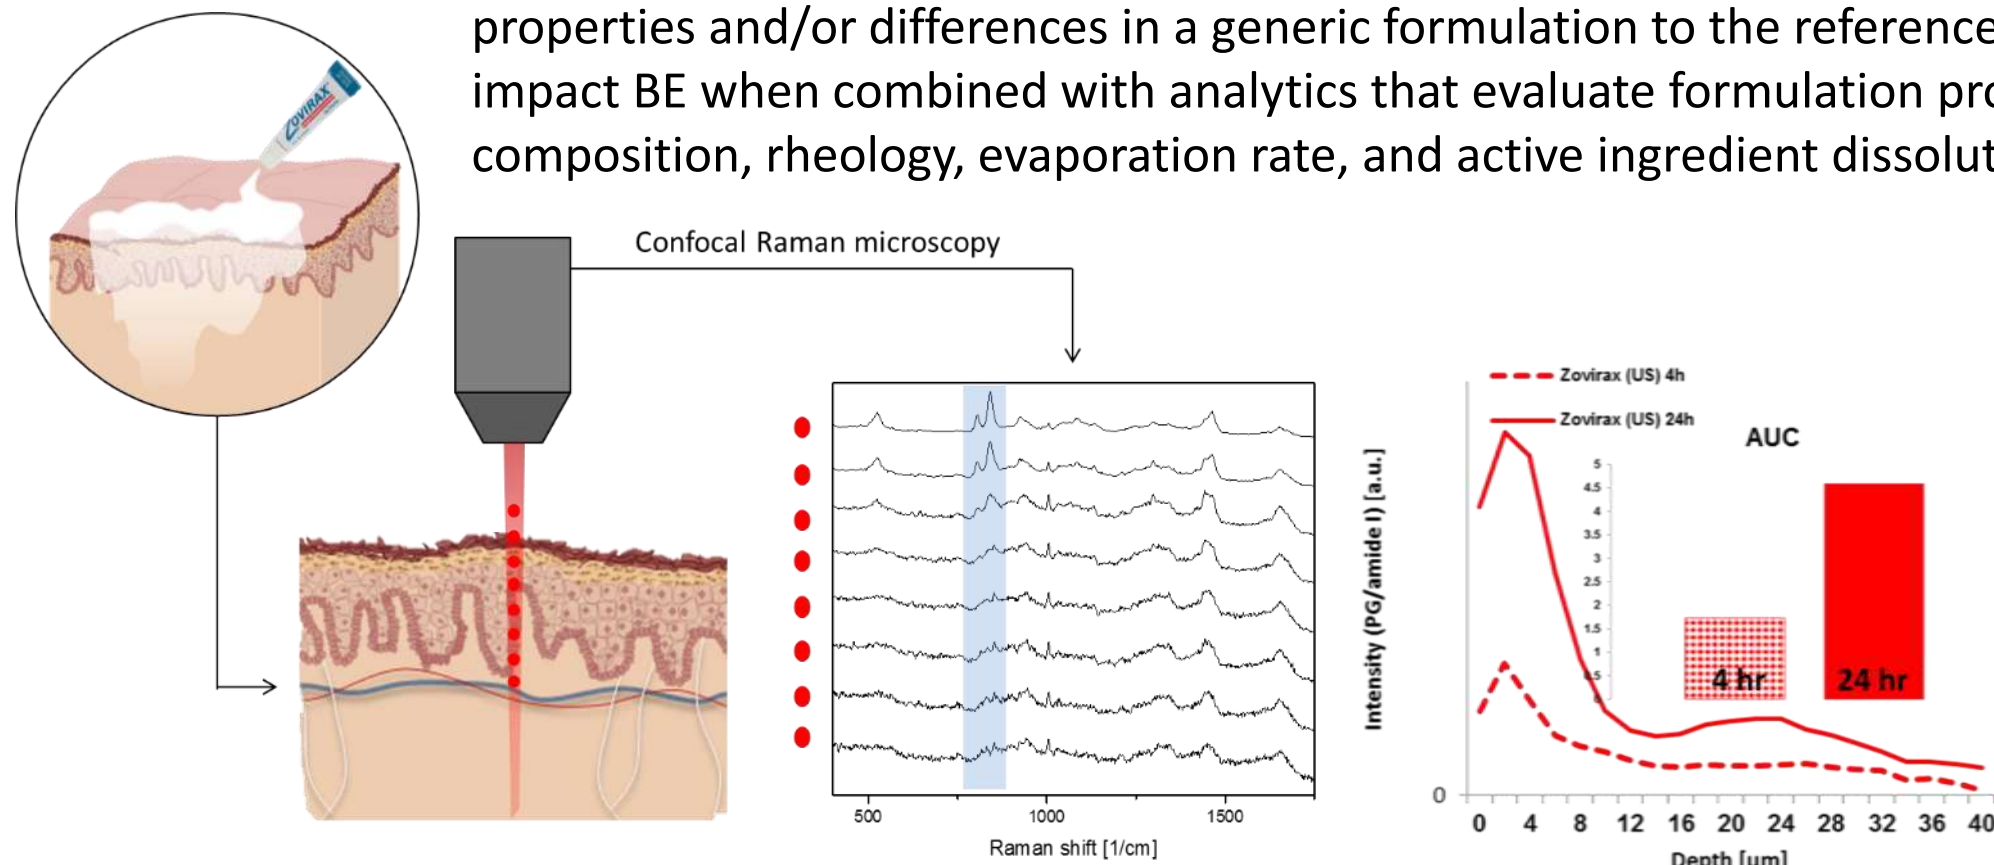 properties and/or differences in a generic formulation to the reference
impact BE when combined with analytics that evaluate formulation pro
composition, rheology, evaporation rate, and active ingredient dissolut
ZOVIRAX
Confocal Raman microscopy
500 1000 1500
Raman shift [1/cm]
Zovirax (US) 4h
Zovirax (US) 24h
AUC
5
4.5
4
3.5
3
2.5
2
1.5
1
0.5
0
4 hr 24 hr
Intensity (PG/amide I) [a.u.]
0
0 4 8 12 16 20 24 28 32 36 40
Depth [µm]